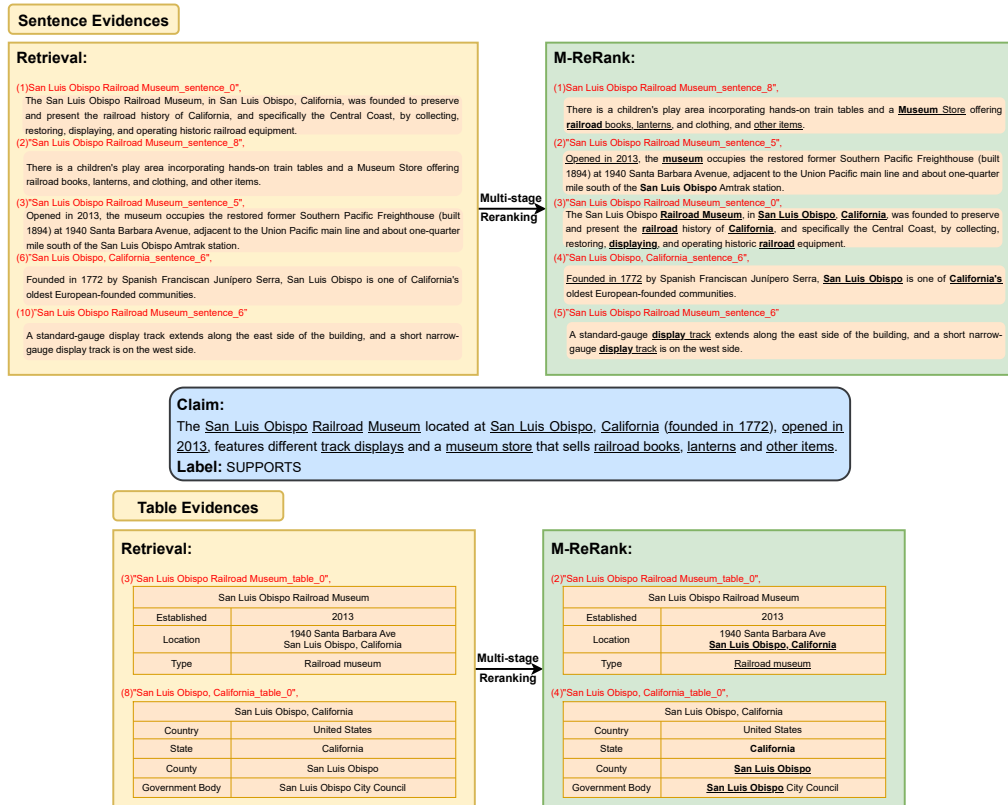 Sentence Evidences
Retrieval:
(1)San Luis Obispo Railroad Museum_sentence_0",
The San Luis Obispo Railroad Museum, in San Luis Obispo, California, was founded to preserve
and present the railroad history of California, and specifically the Central Coast, by collecting,
restoring, displaying, and operating historic railroad equipment.
(2)"San Luis Obispo Railroad Museum_sentence_8",
There is a children's play area incorporating hands-on train tables and a Museum Store offering
railroad books, lanterns, and clothing, and other items.
(3)"San Luis Obispo Railroad Museum_sentence_5",
Opened in 2013, the museum occupies the restored former Southern Pacific Freighthouse (built
1894) at 1940 Santa Barbara Avenue, adjacent to the Union Pacific main line and about one-quarter
mile south of the San Luis Obispo Amtrak station.
(6)"San Luis Obispo, California_sentence_6",
Founded in 1772 by Spanish Franciscan Junípero Serra, San Luis Obispo is one of California's
oldest European-founded communities.
(10)"San Luis Obispo Railroad Museum_sentence_6"
A standard-gauge display track extends along the east side of the building, and a short narrow-
gauge display track is on the west side.
Multi-stage
Reranking
M-ReRank:
(1)San Luis Obispo Railroad Museum_sentence_8",
There is a children's play area incorporating hands-on train tables and a Museum Store offering
railroad books, lanterns, and clothing, and other items.
(2)"San Luis Obispo Railroad Museum_sentence_5",
Opened in 2013, the museum occupies the restored former Southern Pacific Freighthouse (built
1894) at 1940 Santa Barbara Avenue, adjacent to the Union Pacific main line and about one-quarter
mile south of the San Luis Obispo Amtrak station.
(3)"San Luis Obispo Railroad Museum_sentence_0",
The San Luis Obispo Railroad Museum, in San Luis Obispo, California, was founded to preserve
and present the railroad history of California, and specifically the Central Coast, by collecting,
restoring, displaying, and operating historic railroad equipment.
(4)"San Luis Obispo, California_sentence_6",
Founded in 1772 by Spanish Franciscan Junípero Serra, San Luis Obispo is one of California's
oldest European-founded communities.
(5)"San Luis Obispo Railroad Museum_sentence_6"
A standard-gauge display track extends along the east side of the building, and a short narrow-
gauge display track is on the west side.
Claim:
The San Luis Obispo Railroad Museum located at San Luis Obispo, California (founded in 1772), opened in
2013, features different track displays and a museum store that sells railroad books, lanterns and other items.
Label: SUPPORTS
Table Evidences
Retrieval:
(3)"San Luis Obispo Railroad Museum_table_0",
San Luis Obispo Railroad Museum
Established 2013
Location 1940 Santa Barbara Ave
San Luis Obispo, California
Type Railroad museum
(8)"San Luis Obispo, California_table_0",
San Luis Obispo, California
Country United States
State California
County San Luis Obispo
Government Body San Luis Obispo City Council
Multi-stage
Reranking
M-ReRank:
(2)"San Luis Obispo Railroad Museum_table_0",
San Luis Obispo Railroad Museum
Established 2013
Location 1940 Santa Barbara Ave
San Luis Obispo, California
Type Railroad museum
(4)"San Luis Obispo, California_table_0",
San Luis Obispo, California
Country United States
State California
County San Luis Obispo
Government Body San Luis Obispo City Council